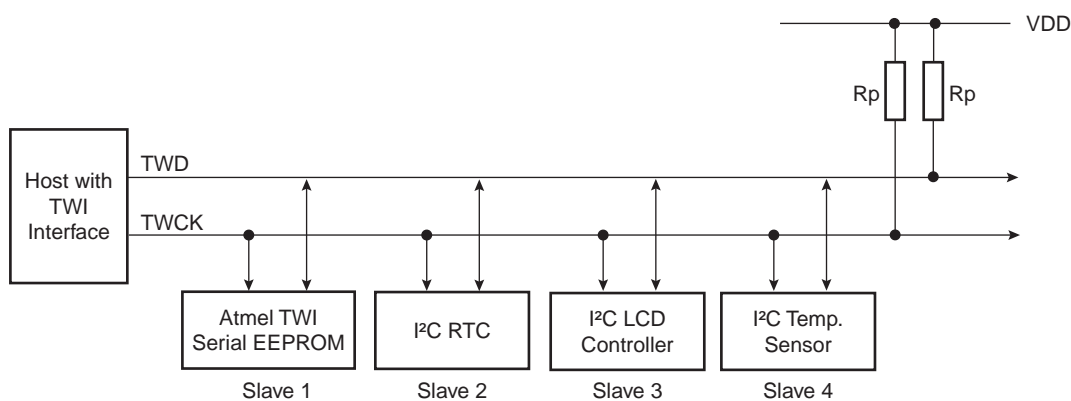 VDD
Rp
Rp
Host with
TWI
Interface
TWD
TWCK
Atmel TWI
Serial EEPROM
I²C RTC
I²C LCD
Controller
I²C Temp.
Sensor
Slave 1
Slave 2
Slave 3
Slave 4